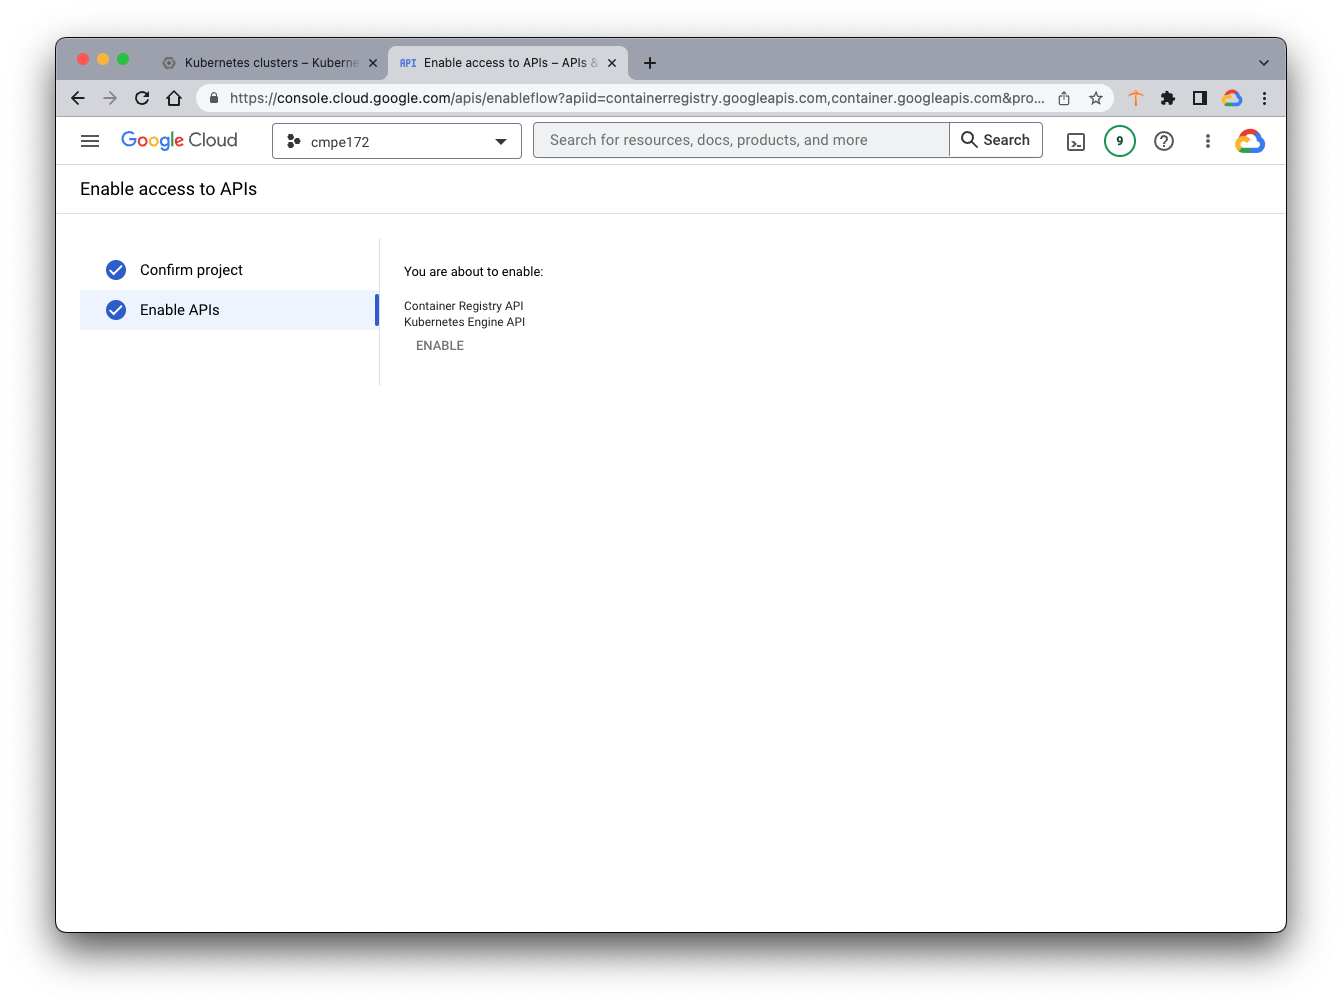 Kubernetes clusters – Kuberne
API Enable access to APIs – APIs &
https://console.cloud.google.com/apis/enableflow?apiid=containerregistry.googleapis.com,container.googleapis.com&pro...
Google Cloud
cmpe172
Search for resources, docs, products, and more
Search
9
Enable access to APIs
Confirm project
Enable APIs
You are about to enable:
Container Registry API
Kubernetes Engine API
ENABLE